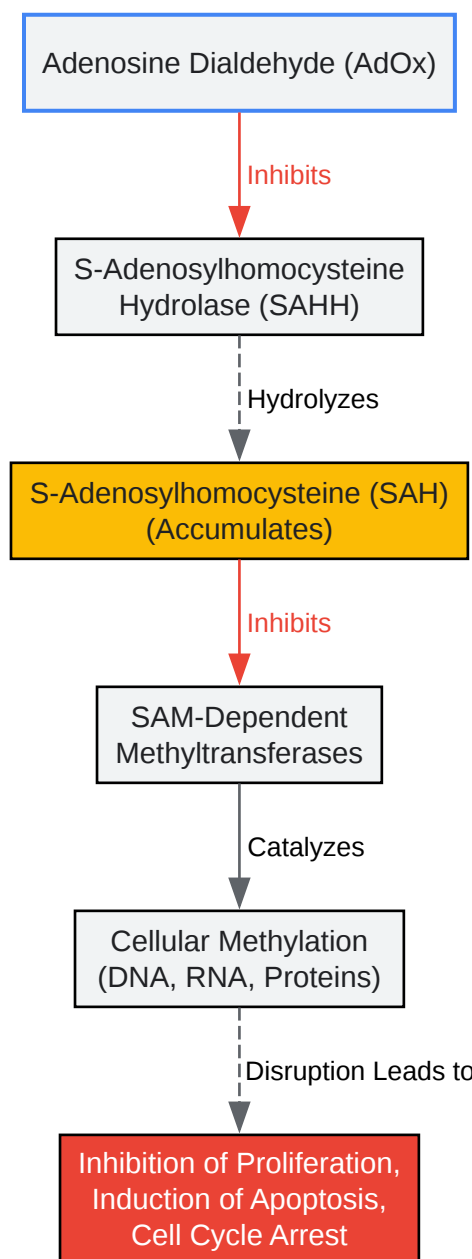 Adenosine Dialdehyde (AdOx)
Inhibits
S-Adenosylhomocysteine
Hydrolase (SAHH)
Hydrolyzes
S-Adenosylhomocysteine (SAH)
(Accumulates)
Inhibits
SAM-Dependent
Methyltransferases
Catalyzes
Cellular Methylation
(DNA, RNA, Proteins)
Disruption Leads to
Inhibition of Proliferation,
Induction of Apoptosis,
Cell Cycle Arrest